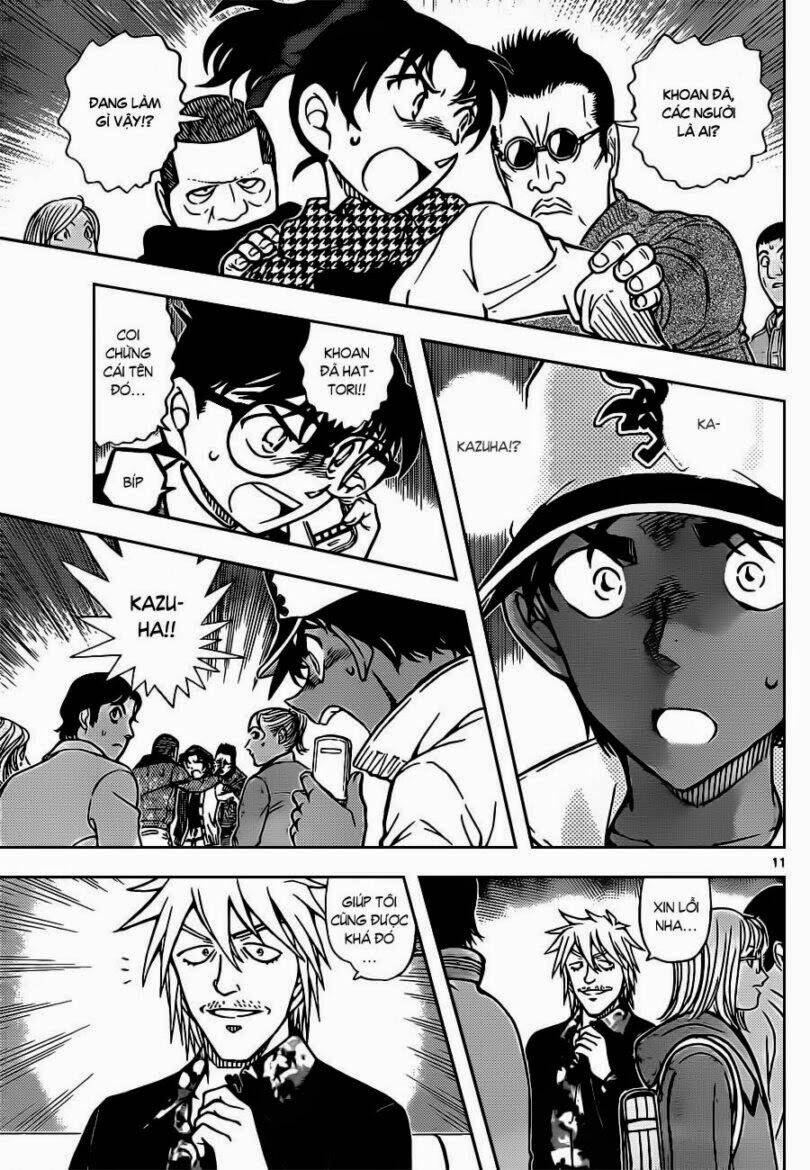 KHOAN ĐÃ,
CÁC NGƯỜI
LÀ AI?
ĐANG LÀM
GÌ VẬY!?
KA-
KAZUHA!?
KHOAN
ĐÃ HAT-
TORI!!
COI
CHỪNG
CÁI TÊN
ĐÓ...
BÍP
KAZU-
HA!!
11
XIN LỖI
NHA...
GIÚP TÔI
CŨNG ĐƯỢC
KHÁ ĐÓ
...